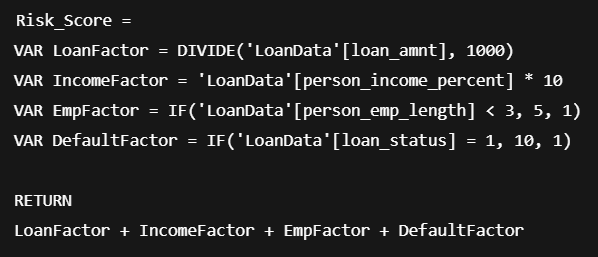 Risk_Score =
VAR LoanFactor = DIVIDE('LoanData'[loan_amnt], 1000)
VAR IncomeFactor = 'LoanData'[person_income_percent] * 10
VAR EmpFactor = IF('LoanData'[person_emp_length] < 3, 5, 1)
VAR DefaultFactor = IF('LoanData'[loan_status] = 1, 10, 1)
RETURN
LoanFactor + IncomeFactor + EmpFactor + DefaultFactor